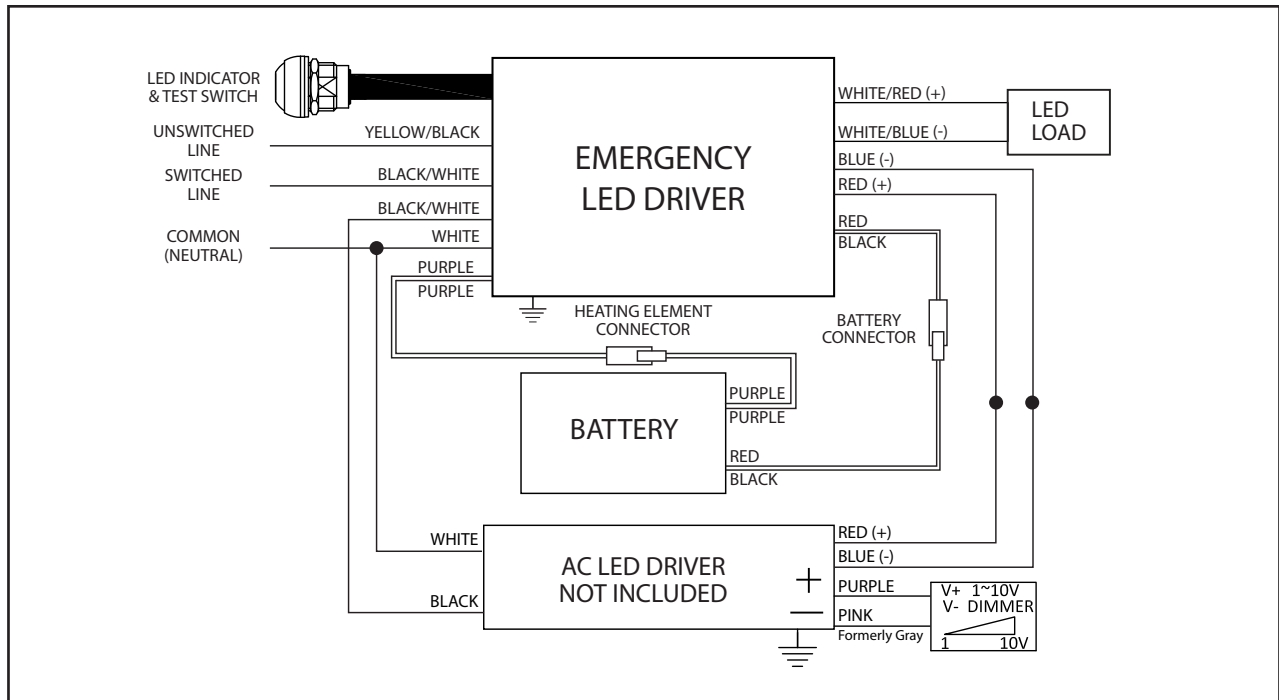 LED INDICATOR
& TEST SWITCH
UNSWITCHED
LINE
SWITCHED
LINE
COMMON
(NEUTRAL)
YELLOW/BLACK
BLACK/WHITE
BLACK/WHITE
WHITE
PURPLE
PURPLE
EMERGENCY
LED DRIVER
WHITE/RED (+)
WHITE/BLUE (-)
BLUE (-)
RED (+)
RED
BLACK
LED
LOAD
HEATING ELEMENT
CONNECTOR
BATTERY
CONNECTOR
BATTERY
PURPLE
PURPLE
RED
BLACK
WHITE
BLACK
AC LED DRIVER
NOT INCLUDED
+
—
RED (+)
BLUE (-)
PURPLE
PINK
Formerly Gray
V+ 1~10V
V- DIMMER
1 10V